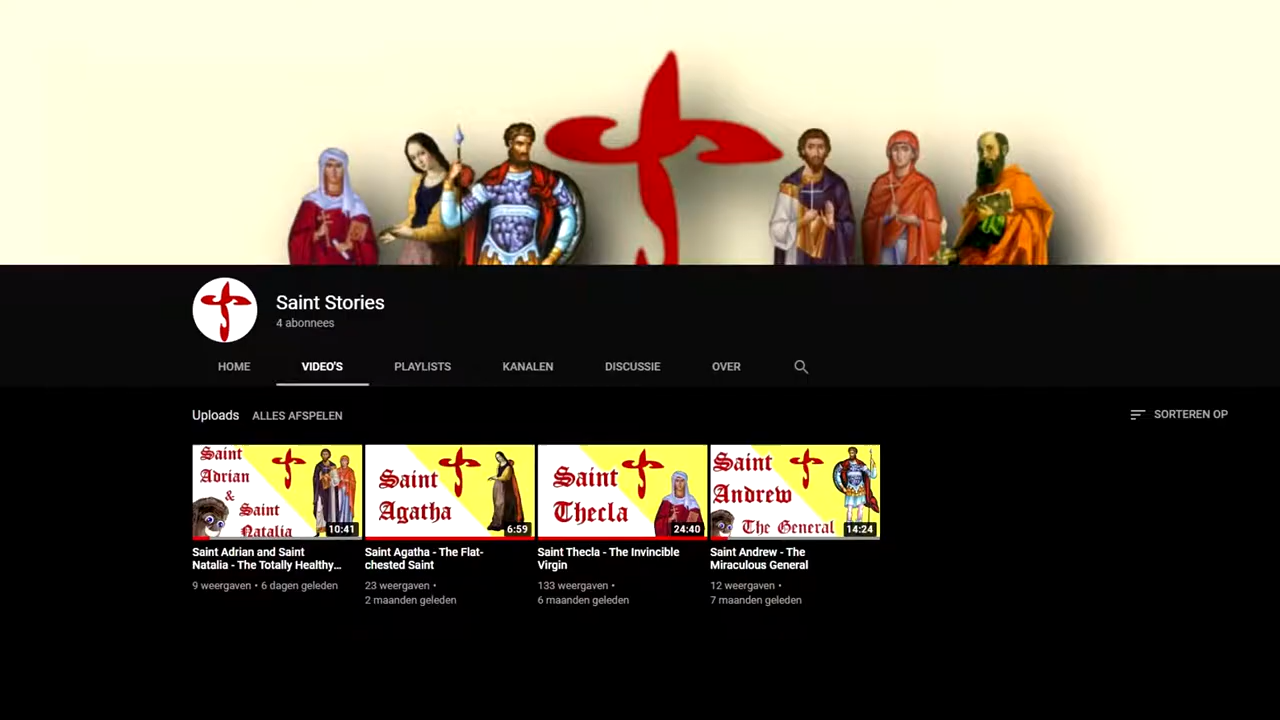 Saint Stories
4 abonnees
HOME VIDEO'S PLAYLISTS KANALEN DISCUSSIE OVER
Uploads ALLES AFSPELEN SORTEREN OP
Saint
Adrian
&
Saint
Natalia
10:41
Saint
Agatha
6:59
Saint
Thecla
24:40
Saint
Andrew
The General
14:24
Saint Adrian and Saint
Natalia - The Totally Healthy...
9 weergaven • 6 dagen geleden
Saint Agatha - The Flat-
chested Saint
23 weergaven •
2 maanden geleden
Saint Thecla - The Invincible
Virgin
133 weergaven •
6 maanden geleden
Saint Andrew - The
Miraculous General
12 weergaven •
7 maanden geleden